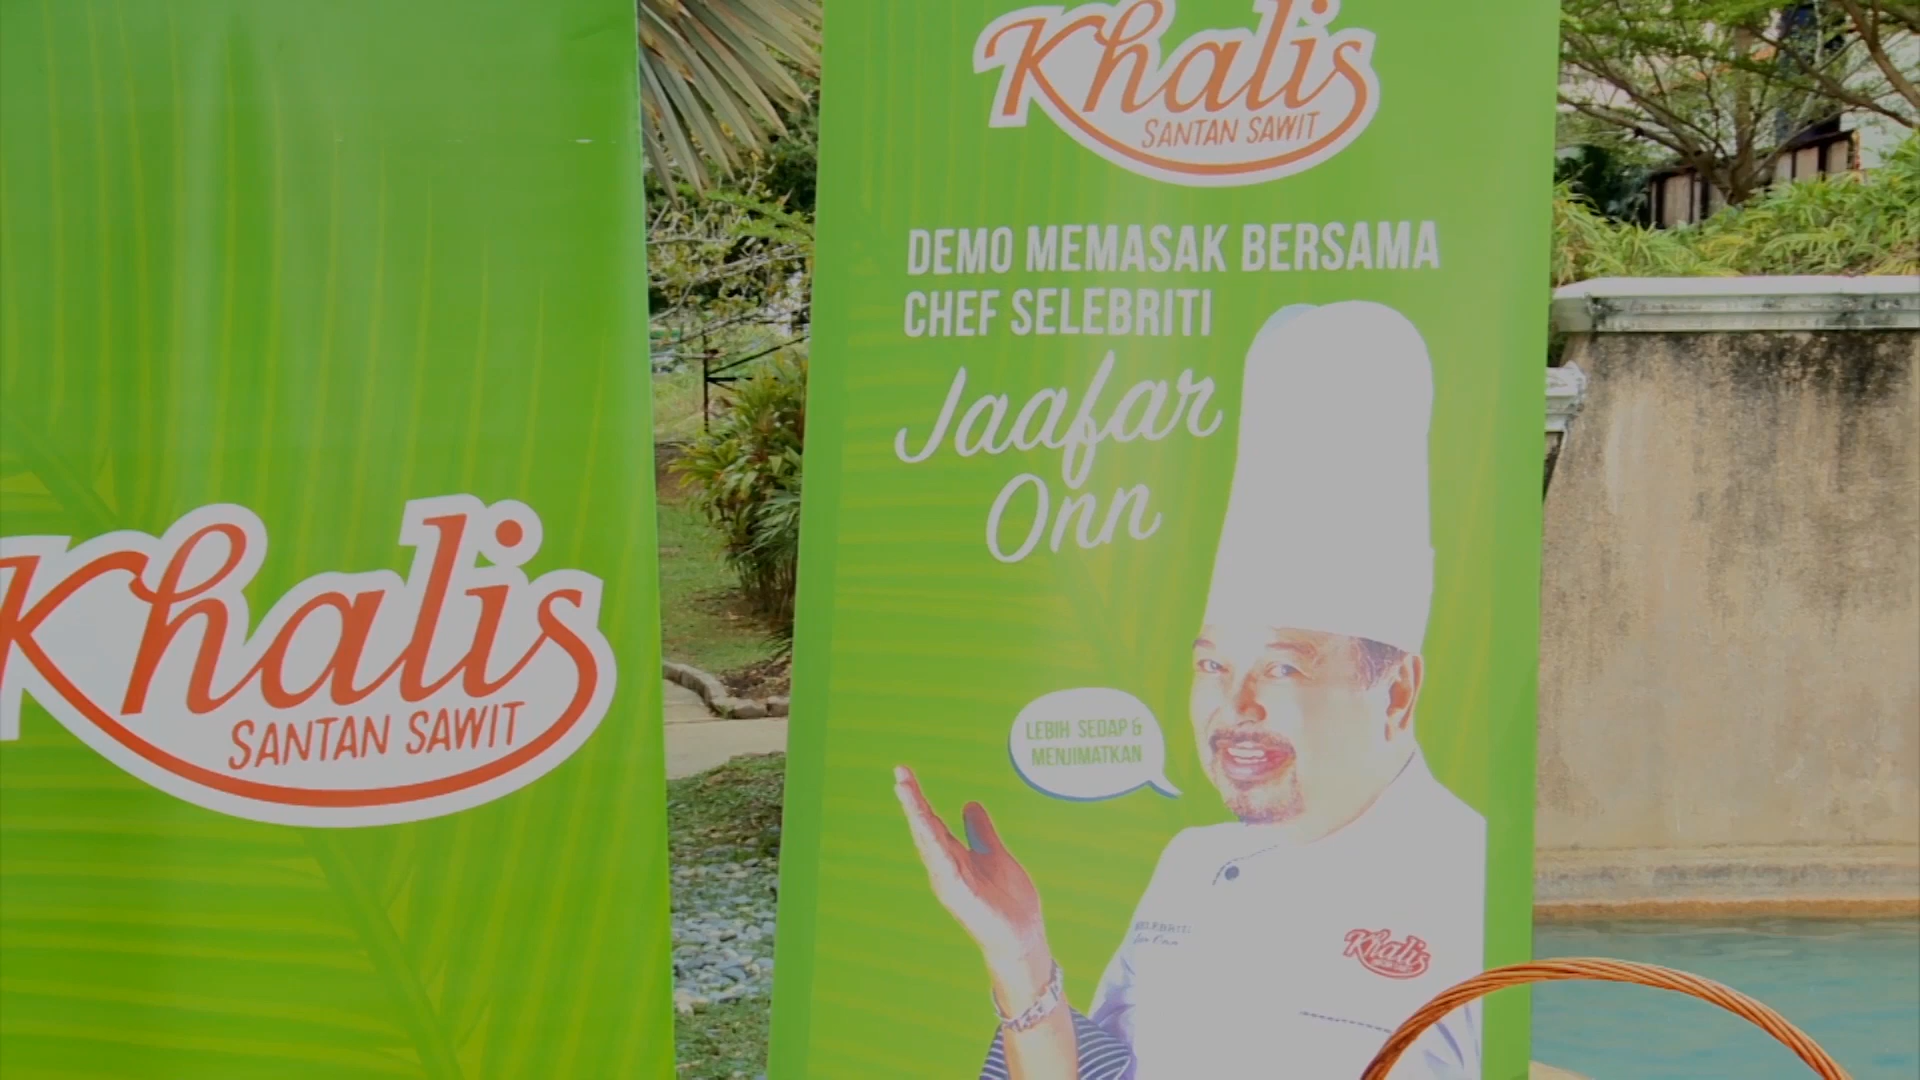 Khalis
SANTAN SAWIT
Khalis
SANTAN SAWIT
DEMO MEMASAK BERSAMA
CHEF SELEBRITI
Jaafar
Onn
LEBIH SEDAP &
MENJIMATKAN
Khalis